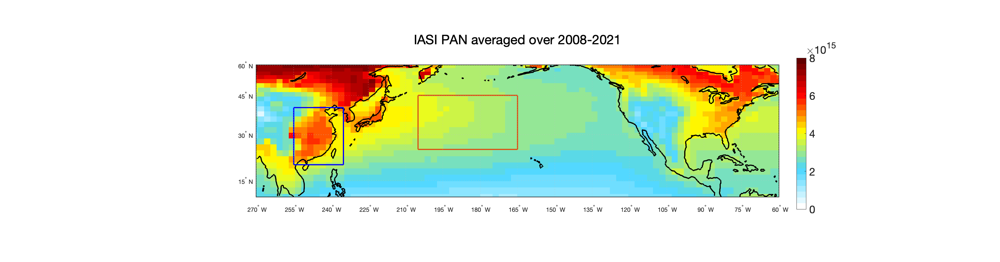 IASI PAN averaged over 2008-2021
×10^15
60° N
45° N
30° N
15° N
270° W 255° W 240° W 225° W 210° W 195° W 180° W 165° W 150° W 135° W 120° W 105° W 90° W 75° W 60° W
8
6
4
2
0